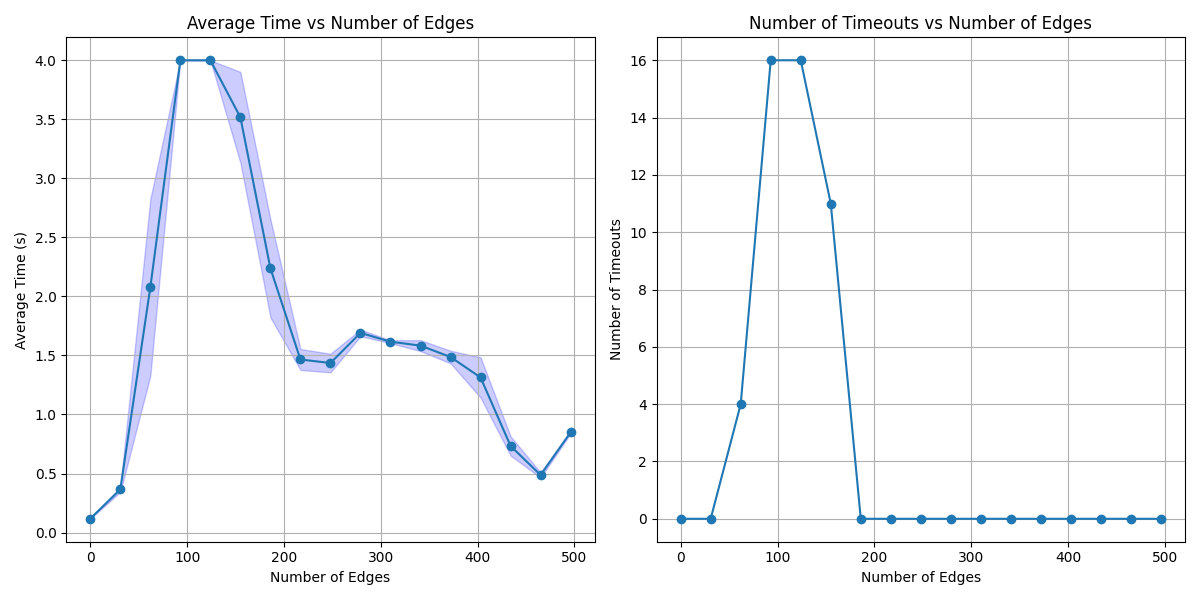 Average Time vs Number of Edges
4.0
3.5
3.0
2.5
2.0
1.5
1.0
0.5
0.0
Average Time (s)
0 100 200 300 400 500
Number of Edges
Number of Timeouts vs Number of Edges
16
14
12
10
8
6
4
2
0
Number of Timeouts
0 100 200 300 400 500
Number of Edges